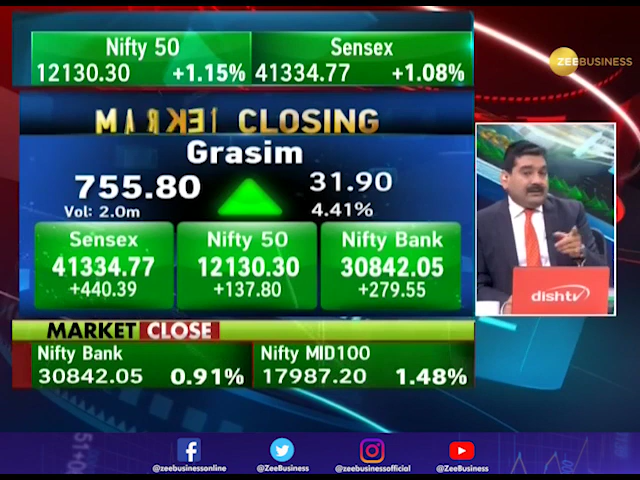 Nifty 50 Sensex
12130.30 +1.15% 41334.77 +1.08%
ZEEBUSINESS
MARKET CLOSING
Grasim
755.80 31.90
Vol: 2.0m 4.41%
Sensex Nifty 50 Nifty Bank
41334.77 12130.30 30842.05
+440.39 +137.80 +279.55
dishtv
MARKET CLOSE
Nifty Bank Nifty MID100
30842.05 0.91% 17987.20 1.48%
@zeebusinessonline @ZeeBusiness @zeebusinessofficial @ZeeBusiness